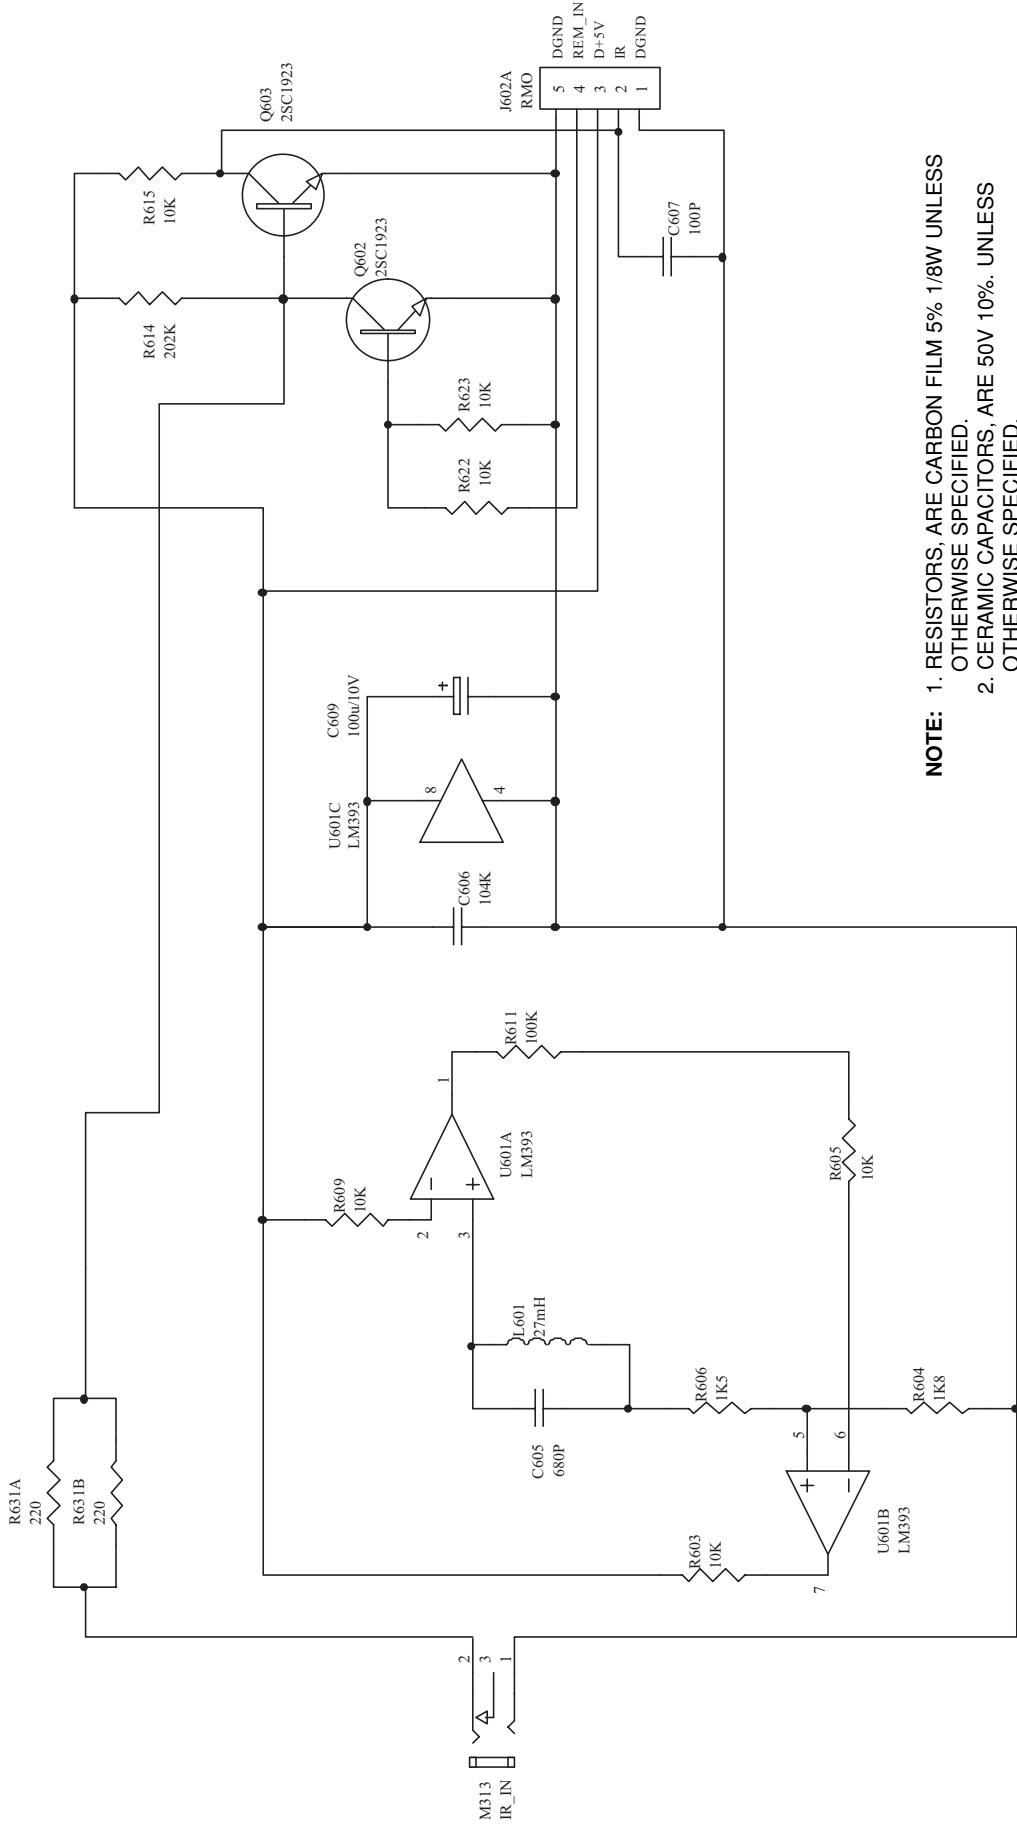 R631A
220
R631B
220
M313
IR_IN
2
3
1
R603
10K
7
U601B
LM393
5
6
+
−
C605
680P
L601
27mH
R606
1K5
R604
1K8
R609
10K
2
3
−
+
1
U601A
LM393
R611
100K
R605
10K
C606
104K
U601C
LM393
8
4
C609
100u/10V
+
R622
10K
R623
10K
R614
202K
R615
10K
Q602
2SC1923
Q603
2SC1923
C607
100P
J602A
RMO
5 DGND
4 REM_IN
3 D+5V
2 IR
1 DGND
NOTE: 1. RESISTORS, ARE CARBON FILM 5% 1/8W UNLESS
OTHERWISE SPECIFIED.
2. CERAMIC CAPACITORS, ARE 50V 10%. UNLESS
OTHERWISE SPECIFIED.